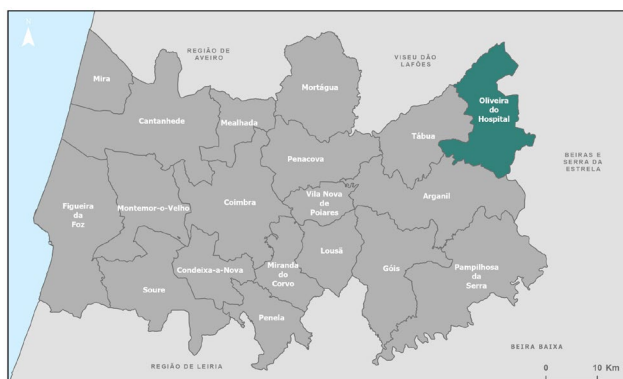 REGIÃO DE
AVEIRO
VISEU DÃO
LAFÕES
Mira
Mortágua
Oliveira
do
Hospital
Cantanhede
Mealhada
Tábua
Penacova
BEIRAS E
SERRA DA
ESTRELA
Figueira
da
Foz
Montemor-o-Velho
Coimbra
Vila Nova
de
Poiares
Arganil
Lousã
Condeixa-a-Nova
Miranda
do
Corvo
Góis
Pampilhosa
da
Serra
Soure
Penela
REGIÃO DE LEIRIA
BEIRA BAIXA
0 10 Km